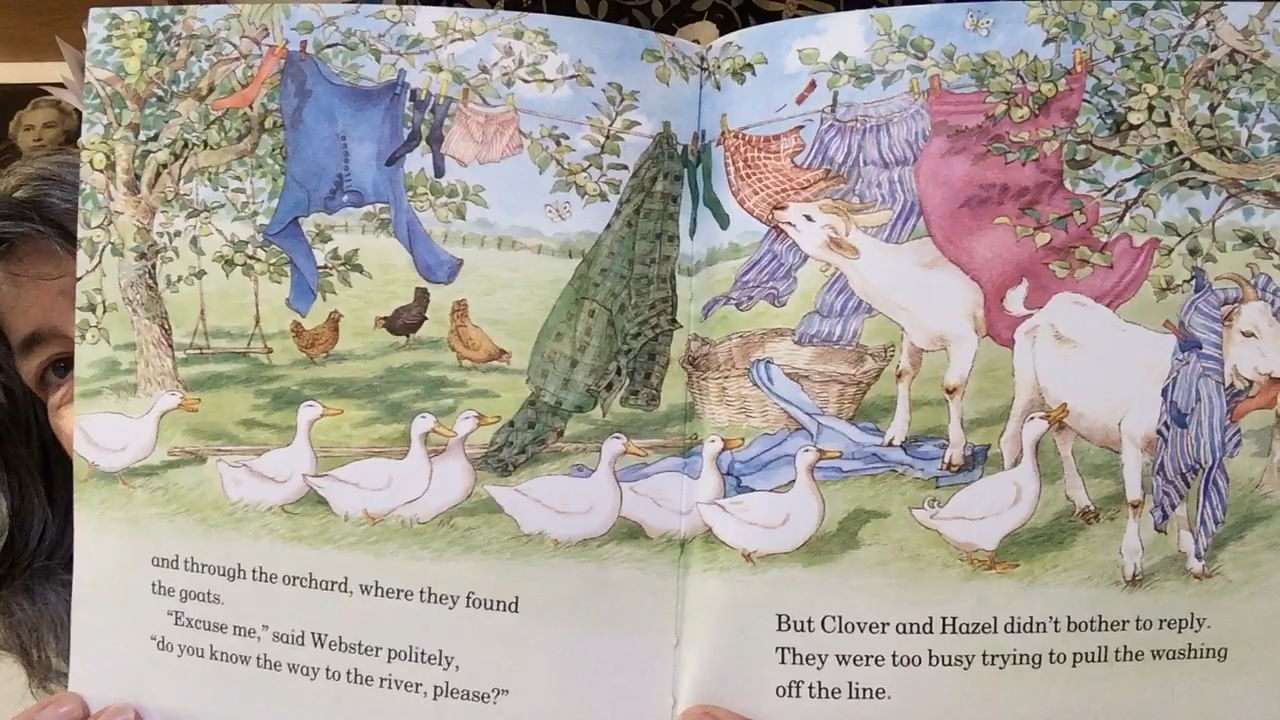 and through the orchard, where they found
the goats.
“Excuse me,” said Webster politely,
“do you know the way to the river, please?”
But Clover and Hazel didn’t bother to reply.
They were too busy trying to pull the washing
off the line.